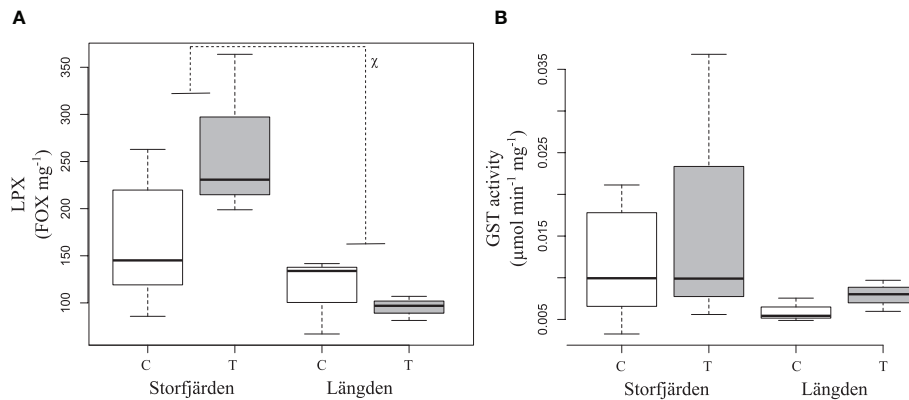 A
LPX
(FOX mg⁻¹)
350
300
250
200
150
100
χ
C
T
C
T
Storfjärden
Längden
B
GST activity
(µmol min⁻¹ mg⁻¹)
0.035
0.025
0.015
0.005
C
T
C
T
Storfjärden
Längden